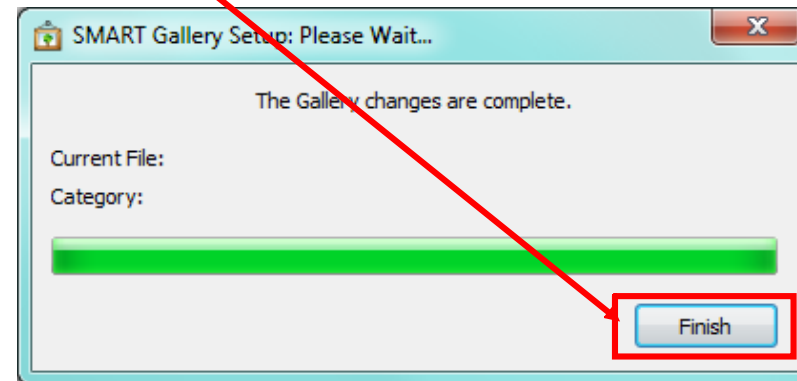 SMART Gallery Setup: Please Wait...
The Gallery changes are complete.
Current File:
Category:
Finish